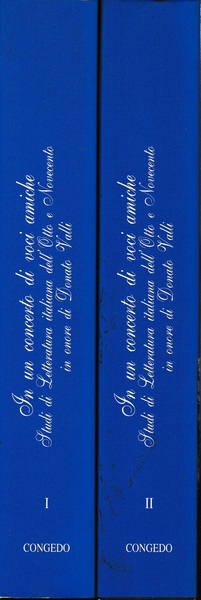 In un concerto di voci amiche
Studi di Letteratura italiana dell'Otto e Novecento
in onore di Donato Valli
I
CONGEDO
In un concerto di voci amiche
Studi di Letteratura italiana dell'Otto e Novecento
in onore di Donato Valli
II
CONGEDO